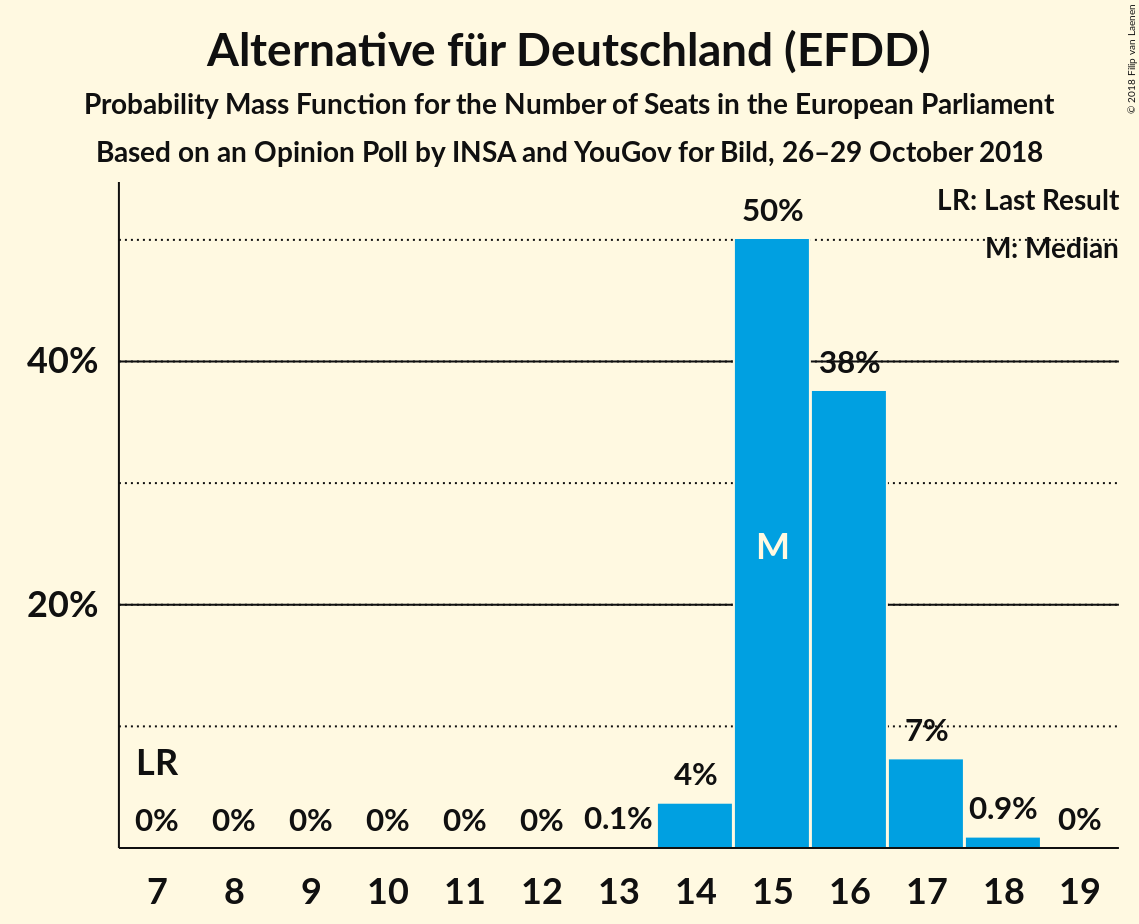 Alternative für Deutschland (EFDD)
Probability Mass Function for the Number of Seats in the European Parliament
Based on an Opinion Poll by INSA and YouGov for Bild, 26–29 October 2018
© 2018 Filip van Laenen
LR: Last Result
M: Median
50%
40%
38%
M
20%
7%
LR
4%
0% 0% 0% 0% 0% 0% 0.1% 0.9% 0%
7 8 9 10 11 12 13 14 15 16 17 18 19